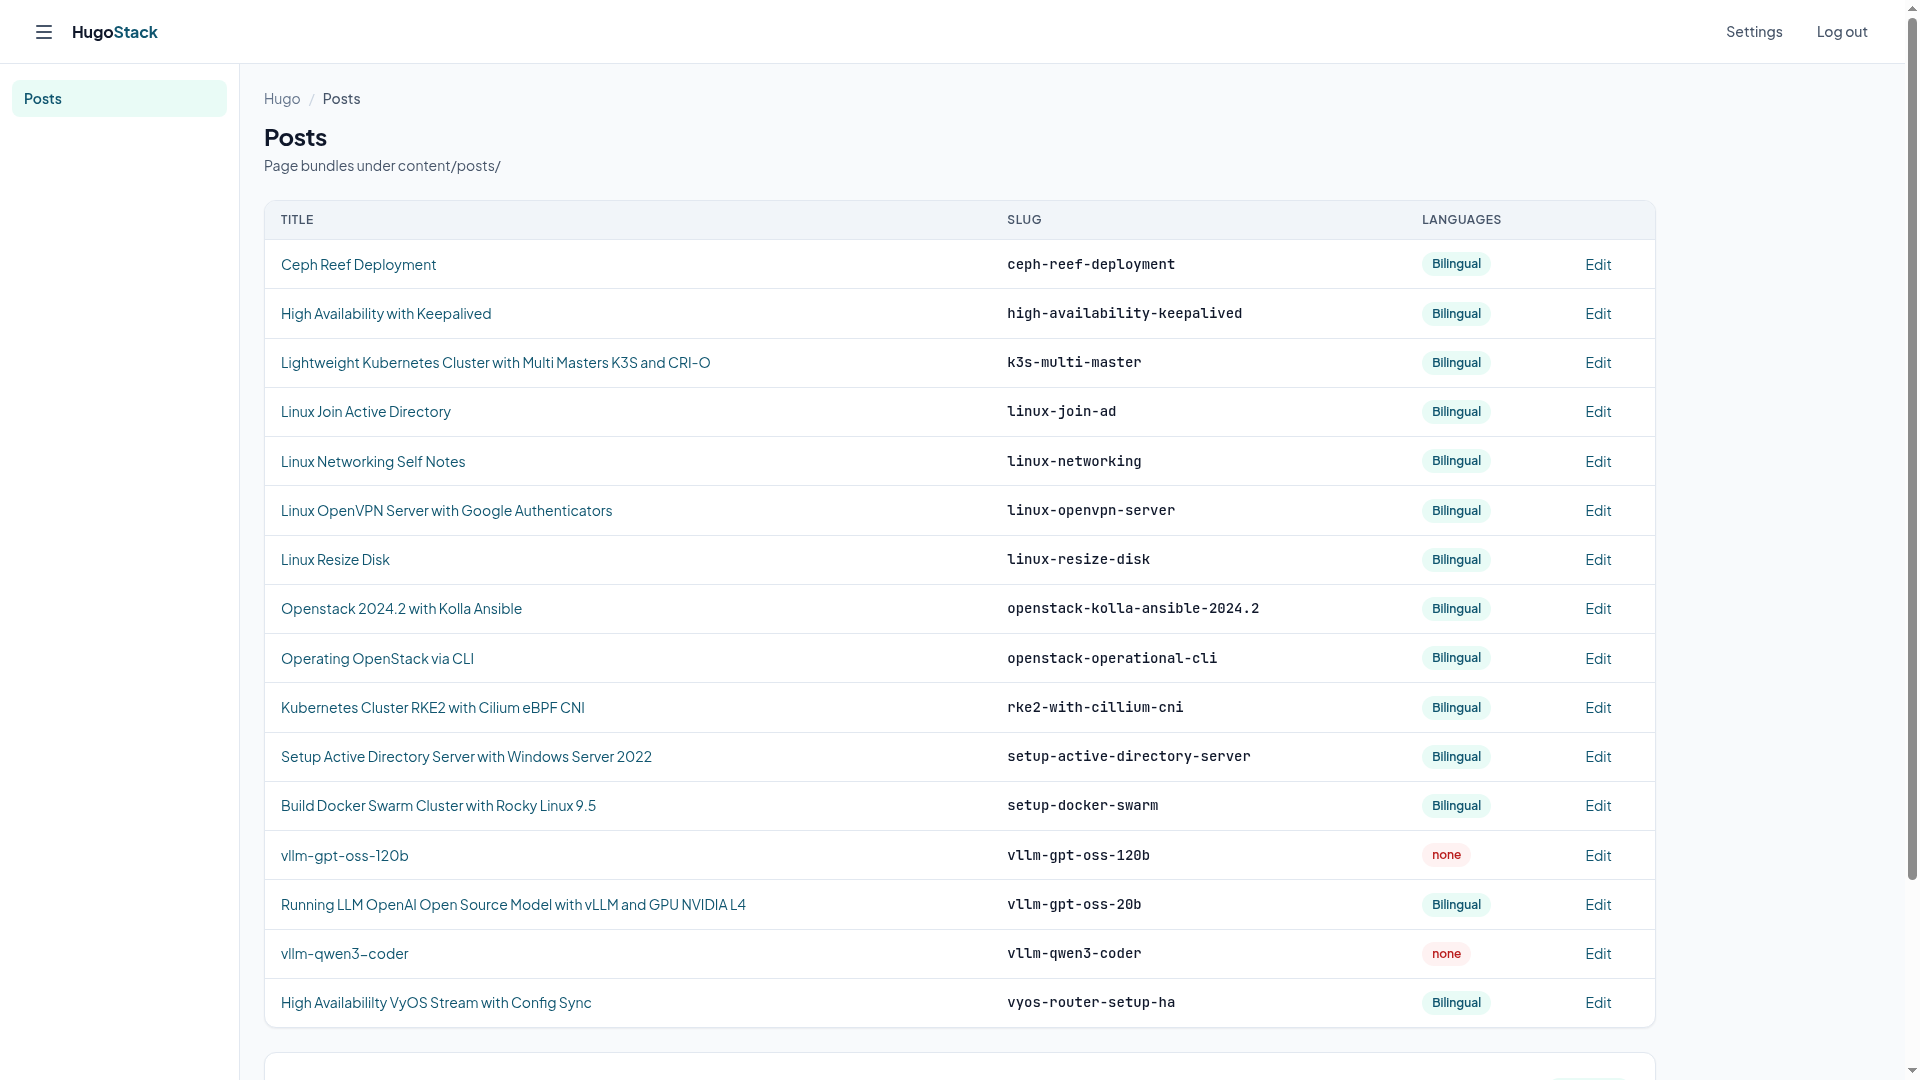 HugoStack
Settings
Log out
Posts
Hugo / Posts
Posts
Page bundles under content/posts/
TITLE SLUG LANGUAGES
Ceph Reef Deployment ceph-reef-deployment Bilingual Edit
High Availability with Keepalived high-availability-keepalived Bilingual Edit
Lightweight Kubernetes Cluster with Multi Masters K3S and CRI-O k3s-multi-master Bilingual Edit
Linux Join Active Directory linux-join-ad Bilingual Edit
Linux Networking Self Notes linux-networking Bilingual Edit
Linux OpenVPN Server with Google Authenticators linux-openvpn-server Bilingual Edit
Linux Resize Disk linux-resize-disk Bilingual Edit
Openstack 2024.2 with Kolla Ansible openstack-kolla-ansible-2024.2 Bilingual Edit
Operating OpenStack via CLI openstack-operational-cli Bilingual Edit
Kubernetes Cluster RKE2 with Cilium eBPF CNI rke2-with-cillium-cni Bilingual Edit
Setup Active Directory Server with Windows Server 2022 setup-active-directory-server Bilingual Edit
Build Docker Swarm Cluster with Rocky Linux 9.5 setup-docker-swarm Bilingual Edit
vllm-gpt-oss-120b vllm-gpt-oss-120b none Edit
Running LLM OpenAI Open Source Model with vLLM and GPU NVIDIA L4 vllm-gpt-oss-20b Bilingual Edit
vllm-qwen3-coder vllm-qwen3-coder none Edit
High Availabililty VyOS Stream with Config Sync vyos-router-setup-ha Bilingual Edit